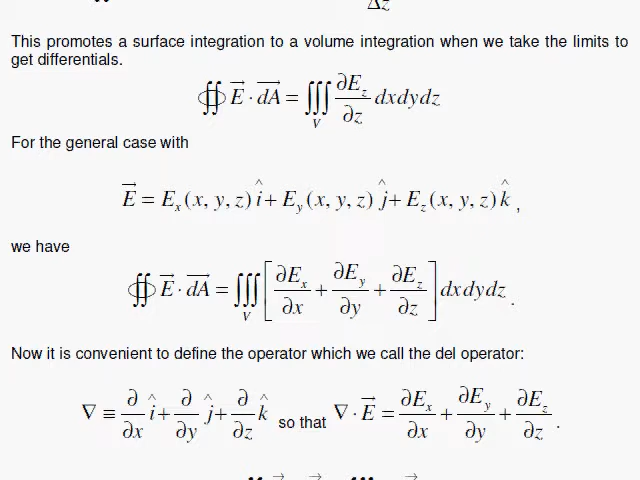 Δz
This promotes a surface integration to a volume integration when we take the limits to
get differentials.
∯ E⃗ · dA⃗ = ∭_V ∂E_z/∂z dxdydz
For the general case with
E⃗ = E_x(x, y, z) î + E_y(x, y, z) ĵ + E_z(x, y, z) k̂ ,
we have
∯ E⃗ · dA⃗ = ∭_V [∂E_x/∂x + ∂E_y/∂y + ∂E_z/∂z] dxdydz .
Now it is convenient to define the operator which we call the del operator:
∇ ≡ ∂/∂x î + ∂/∂y ĵ + ∂/∂z k̂ so that ∇ · E⃗ = ∂E_x/∂x + ∂E_y/∂y + ∂E_z/∂z .